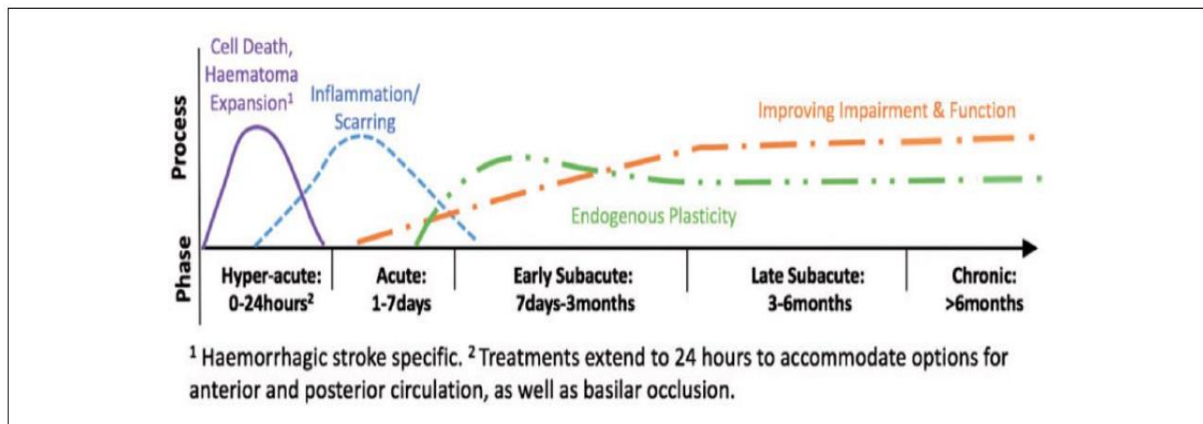 Cell Death,
Haematoma
Expansion¹
Inflammation/
Scarring
Improving Impairment & Function
Endogenous Plasticity
Process
Phase
Hyper-acute:
0-24hours²
Acute:
1-7days
Early Subacute:
7days-3months
Late Subacute:
3-6months
Chronic:
>6months
¹ Haemorrhagic stroke specific. ² Treatments extend to 24 hours to accommodate options for
anterior and posterior circulation, as well as basilar occlusion.